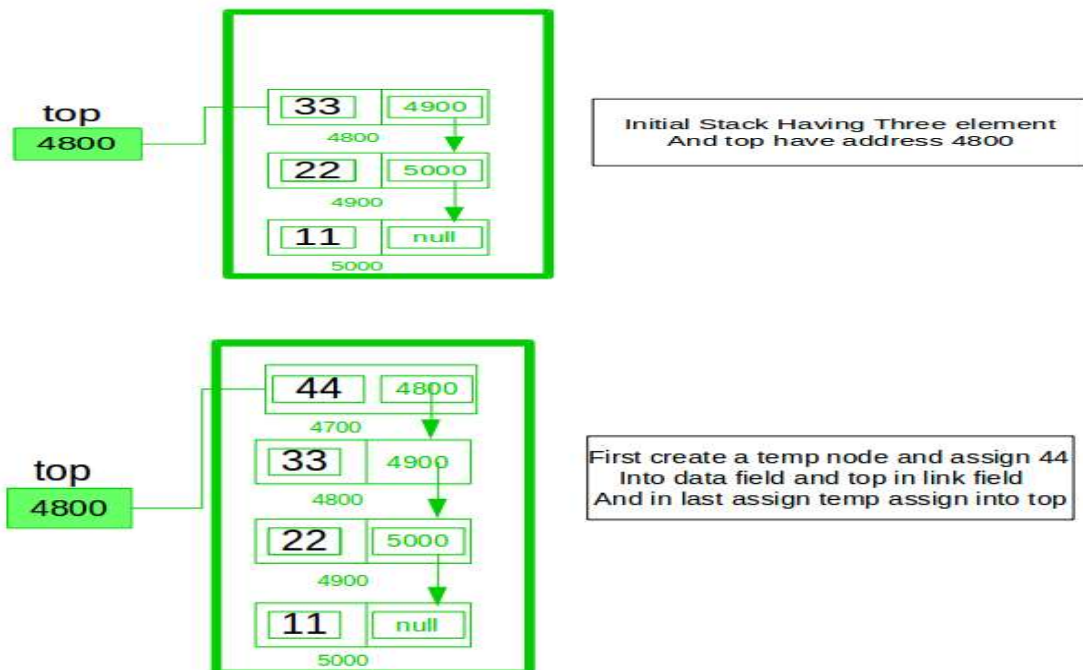 top
4800
33 4900
4800
22 5000
4900
11 null
5000
Initial Stack Having Three element
And top have address 4800
top
4800
44 4800
4700
33 4900
4800
22 5000
4900
11 null
5000
First create a temp node and assign 44
Into data field and top in link field
And in last assign temp assign into top